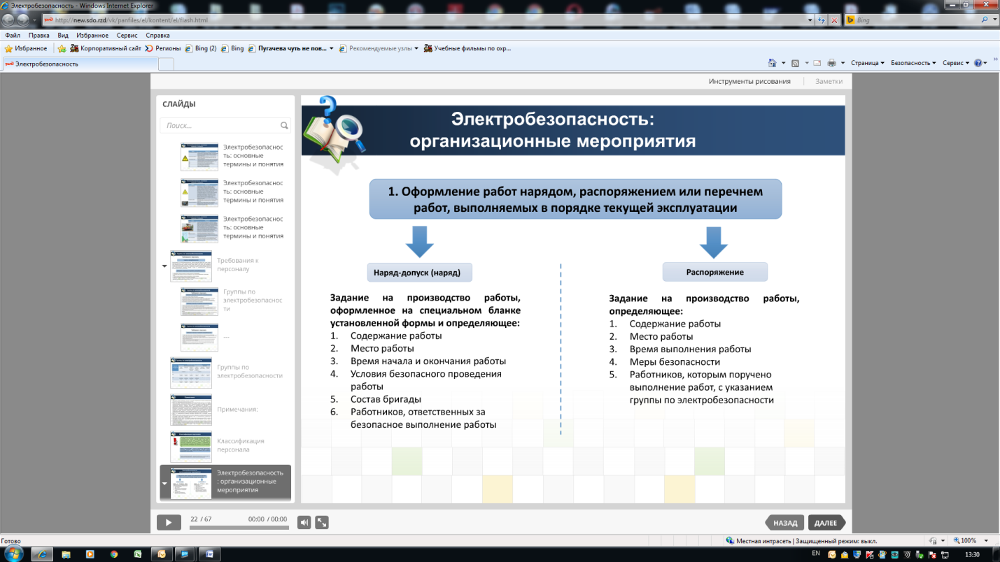 Электробезопасность - Windows Internet Explorer
http://new.sdo.rzd/vk/panfiles/el/kontent/el/flash.html
Bing
Файл Правка Вид Избранное Сервис Справка
Избранное Корпоративный сайт Регионы Bing (2) Bing Пугачева чуть не пов... Рекомендуемые узлы Учебные фильмы по охр...
Электробезопасность
Страница Безопасность Сервис
Инструменты рисования Заметки
СЛАЙДЫ
Поиск...
Электробезопаснос
ть: основные
термины и понятия
Электробезопаснос
ть: основные
термины и понятия
Электробезопаснос
ть: основные
термины и понятия
Требования к
персоналу
Группы по
электробезопаснос
ти
...
Группы по
электробезопасности
Примечания:
Классификация
персонала
Электробезопасность
: организационные
мероприятия
Электробезопасность:
организационные мероприятия
1. Оформление работ нарядом, распоряжением или перечнем
работ, выполняемых в порядке текущей эксплуатации
Наряд-допуск (наряд)
Задание на производство работы,
оформленное на специальном бланке
установленной формы и определяющее:
1. Содержание работы
2. Место работы
3. Время начала и окончания работы
4. Условия безопасного проведения
работы
5. Состав бригады
6. Работников, ответственных за
безопасное выполнение работы
Распоряжение
Задание на производство работы,
определяющее:
1. Содержание работы
2. Место работы
3. Время выполнения работы
4. Меры безопасности
5. Работников, которым поручено
выполнение работ, с указанием
группы по электробезопасности
22 / 67 00:00 / 00:00
НАЗАД ДАЛЕЕ
Готово
Местная интрасеть | Защищенный режим: выкл.
100%
EN
13:30